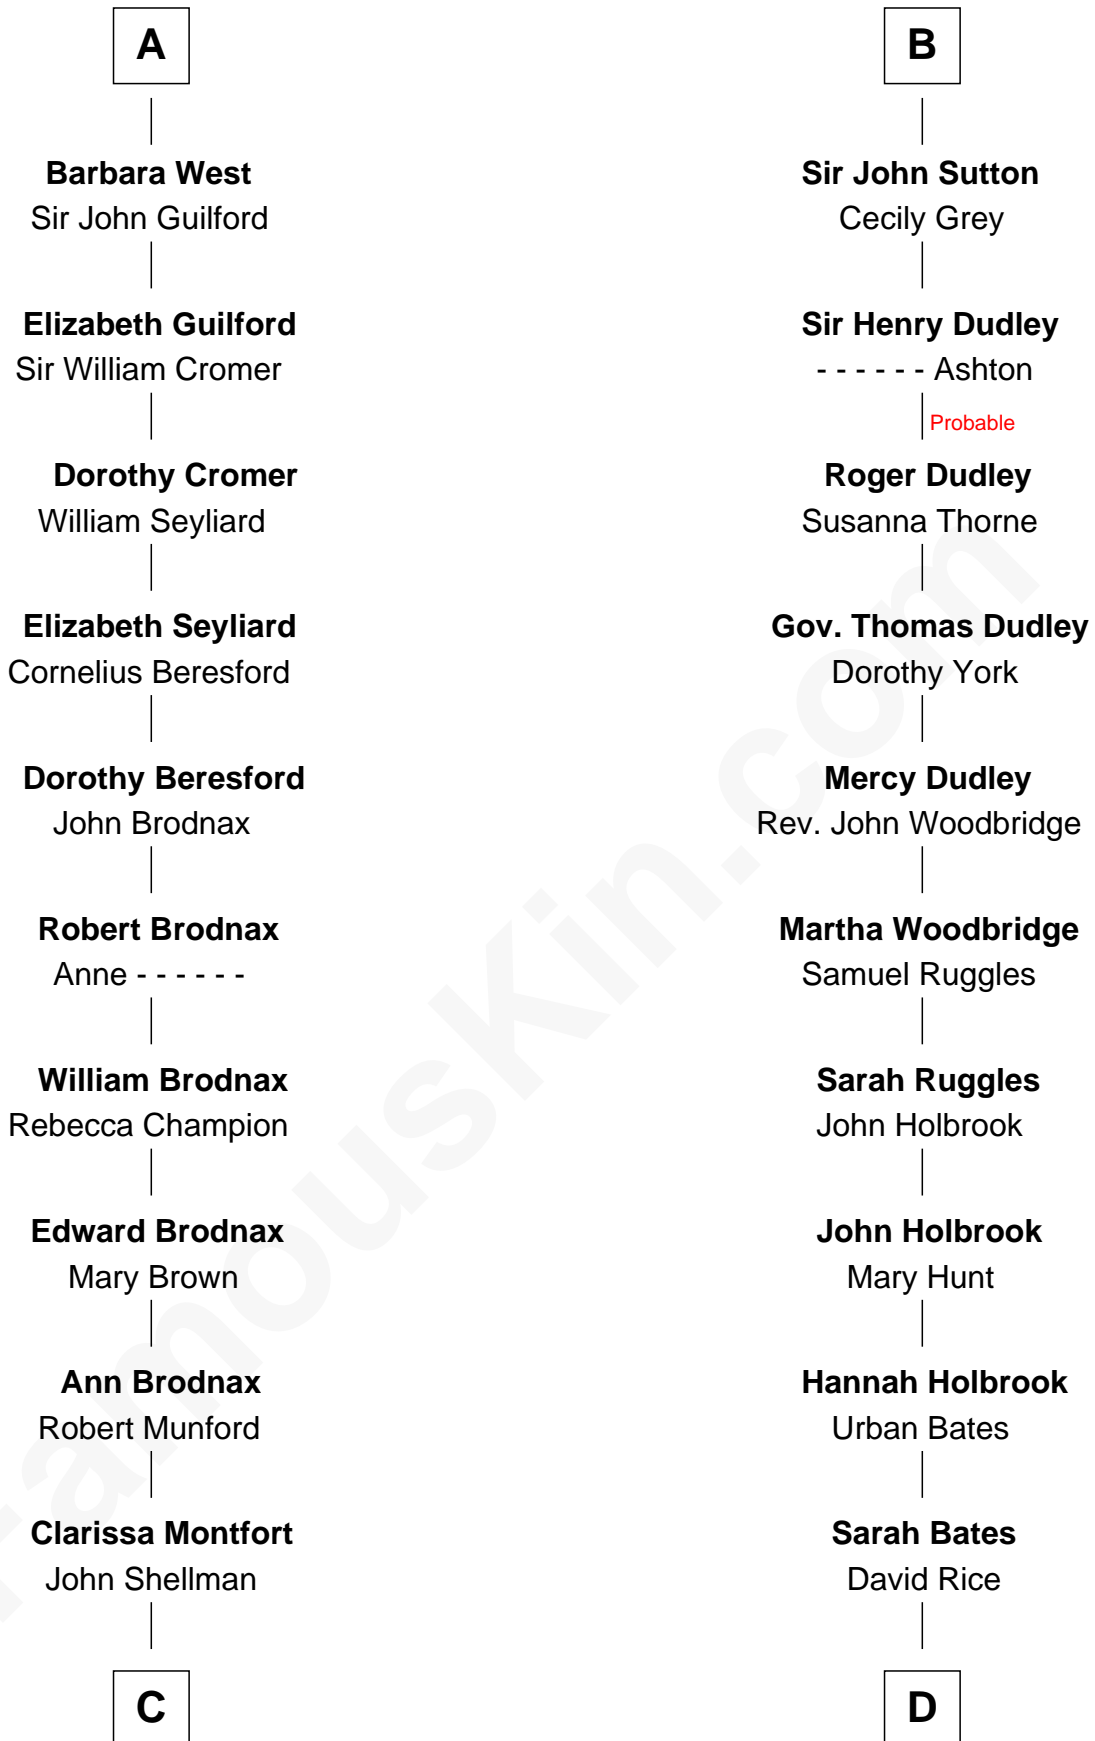 A
Barbara West
Sir John Guilford
Elizabeth Guilford
Sir William Cromer
Dorothy Cromer
William Seyliard
Elizabeth Seyliard
Cornelius Beresford
Dorothy Beresford
John Brodnax
Robert Brodnax
Anne - - - - - -
William Brodnax
Rebecca Champion
Edward Brodnax
Mary Brown
Ann Brodnax
Robert Munford
Clarissa Montfort
John Shellman
C
B
Sir John Sutton
Cecily Grey
Sir Henry Dudley
- - - - - - Ashton
Probable
Roger Dudley
Susanna Thorne
Gov. Thomas Dudley
Dorothy York
Mercy Dudley
Rev. John Woodbridge
Martha Woodbridge
Samuel Ruggles
Sarah Ruggles
John Holbrook
John Holbrook
Mary Hunt
Hannah Holbrook
Urban Bates
Sarah Bates
David Rice
D
FamousKin.com